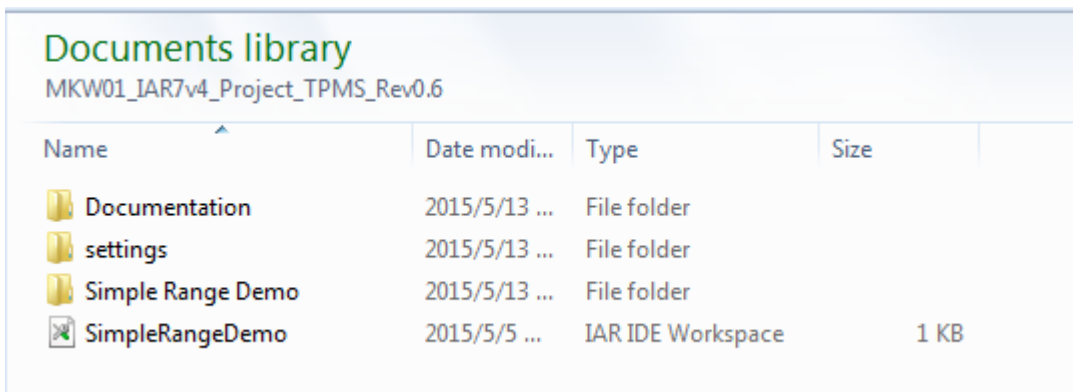 Documents library
MKW01_IAR7v4_Project_TPMS_Rev0.6
Name Date modi... Type Size
Documentation 2015/5/13 ... File folder
settings 2015/5/13 ... File folder
Simple Range Demo 2015/5/13 ... File folder
SimpleRangeDemo 2015/5/5 ... IAR IDE Workspace 1 KB